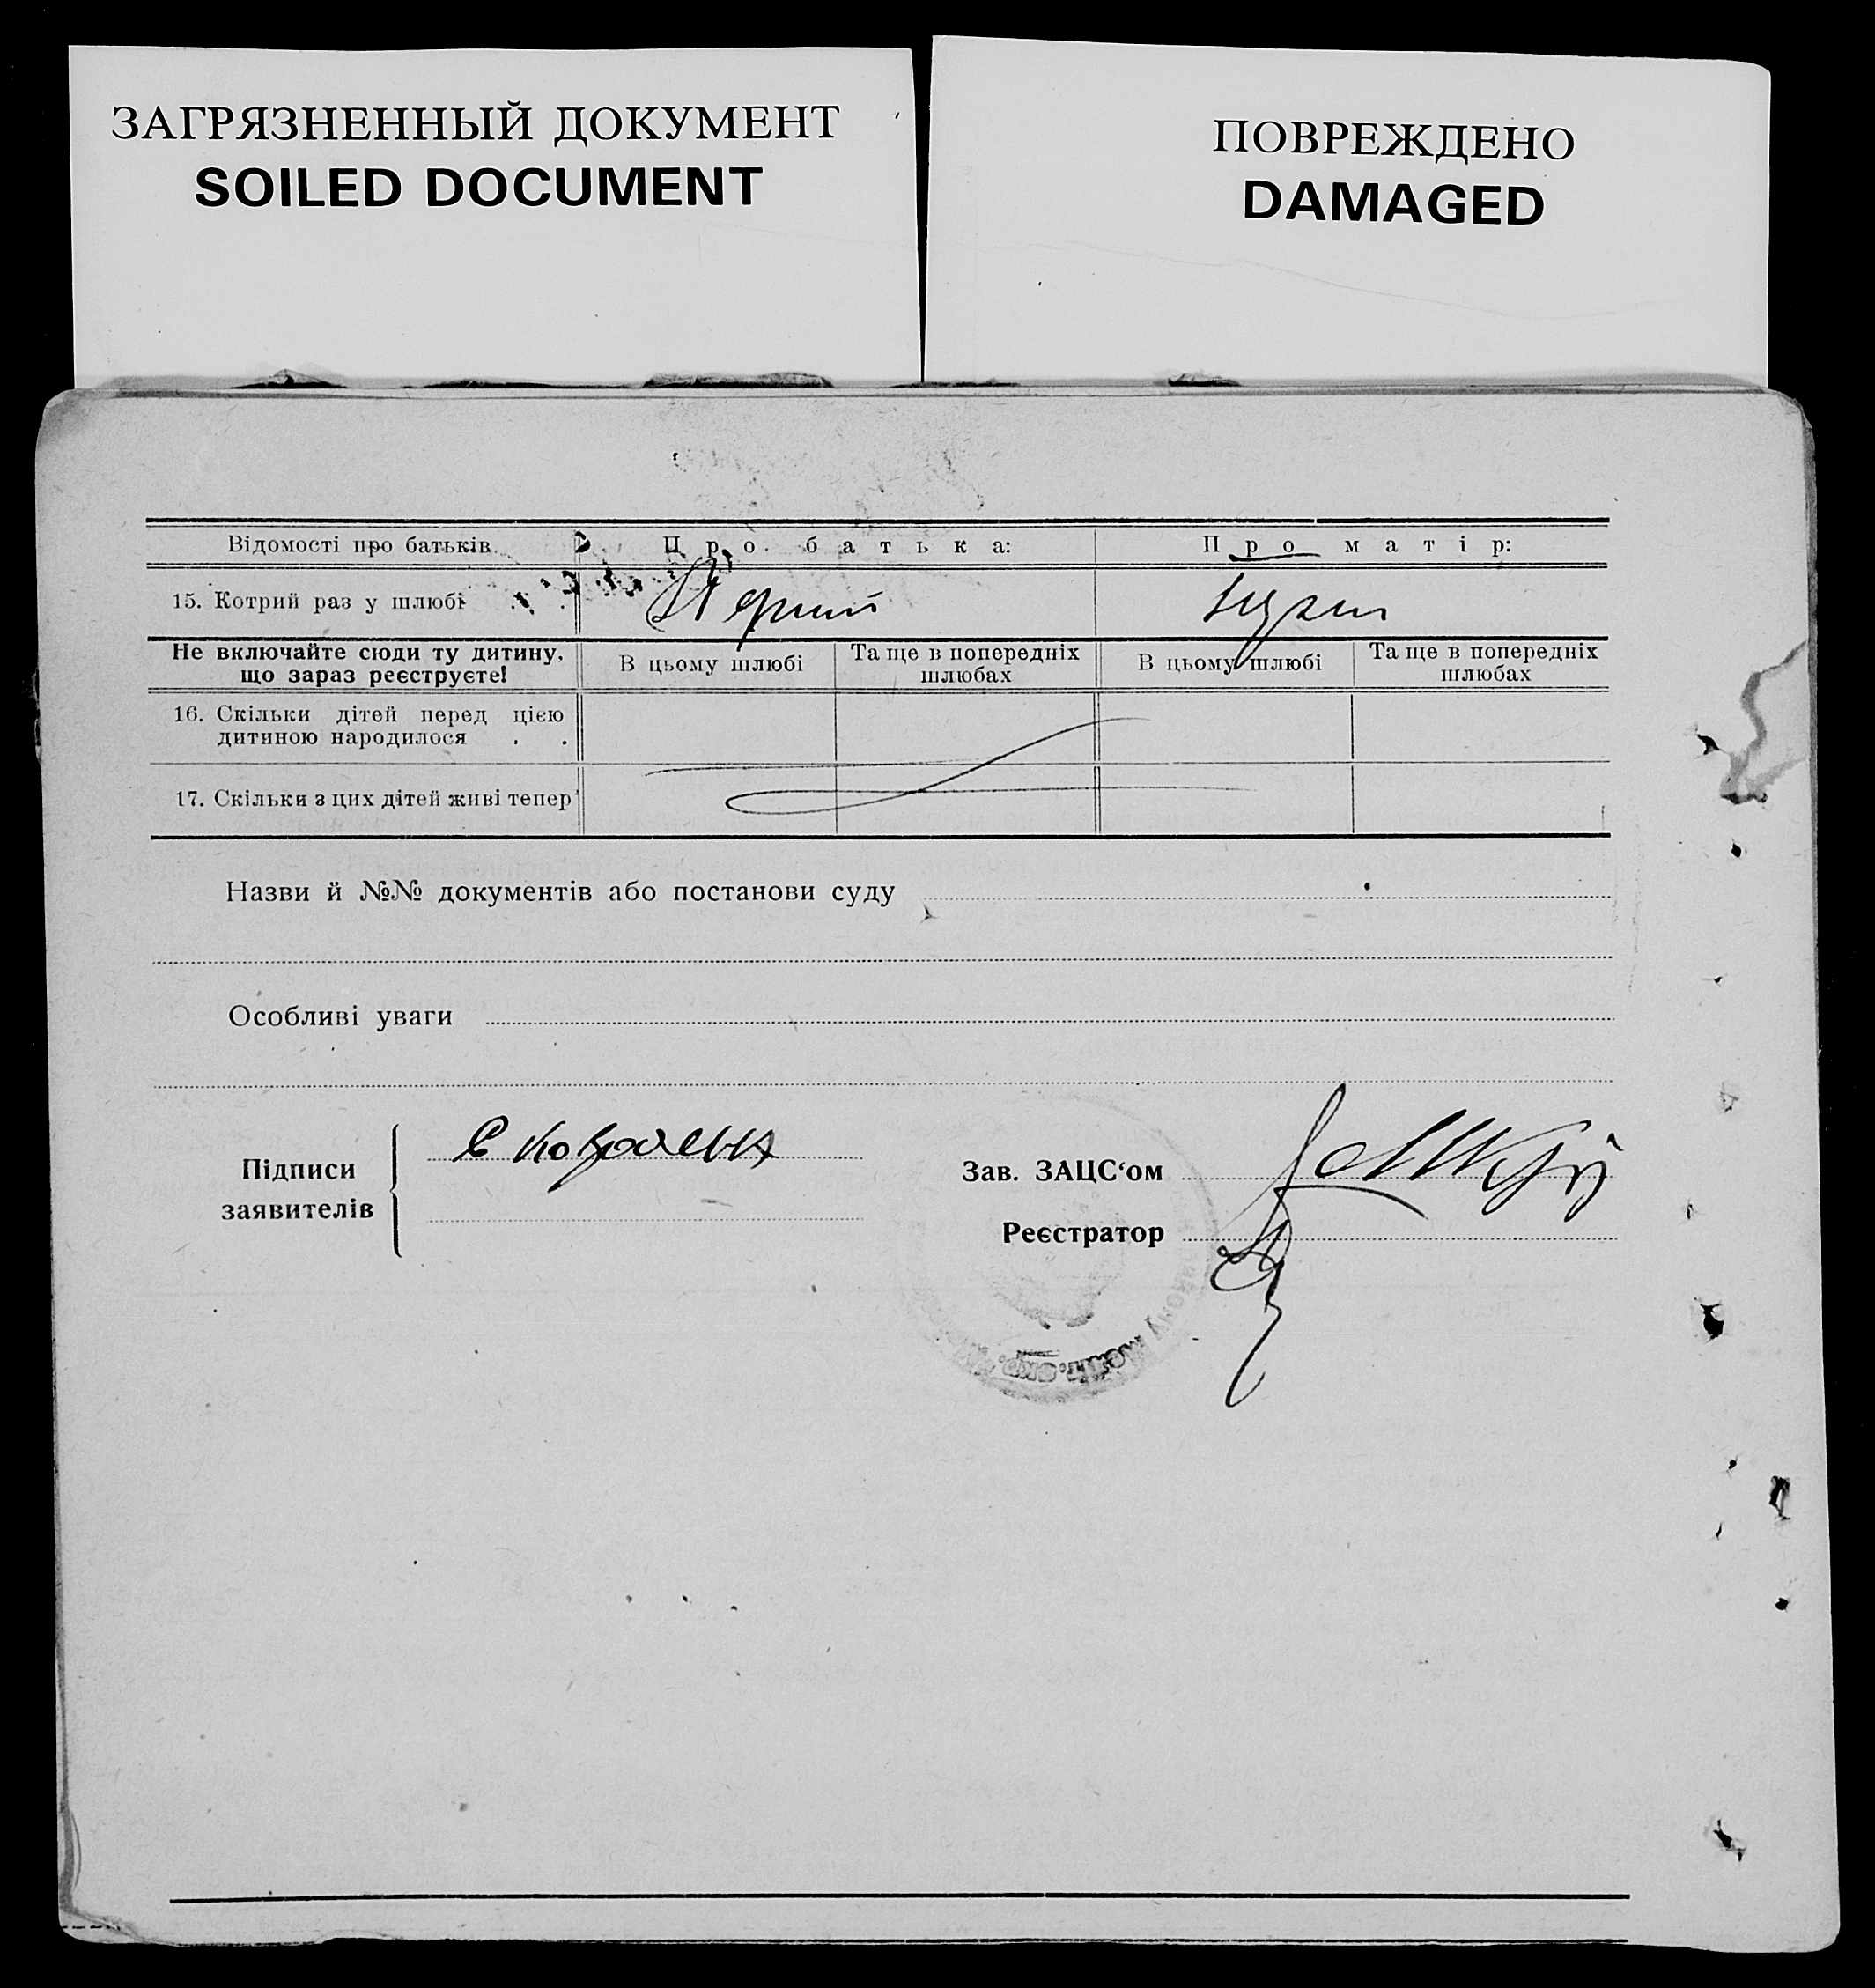 ЗАГРЯЗНЕННЫЙ ДОКУМЕНТ
SOILED DOCUMENT
ПОВРЕЖДЕНО
DAMAGED
Відомості про батьків
Про батька:
Про матір:
15. Котрий раз у шлюбі . .
Перший
Не включайте сюди ту дитину,
що зараз реєструєте!
В цьому шлюбі
Та ще в попередніх
шлюбах
В цьому шлюбі
Та ще в попередніх
шлюбах
16. Скільки дітей перед цією
дитиною народилося . .
17. Скільки з цих дітей живі тепер
Назви й №№ документів або постанови суду
Особливі уваги
Підписи
заявителів
Зав. ЗАЦС‘ом
Реєстратор